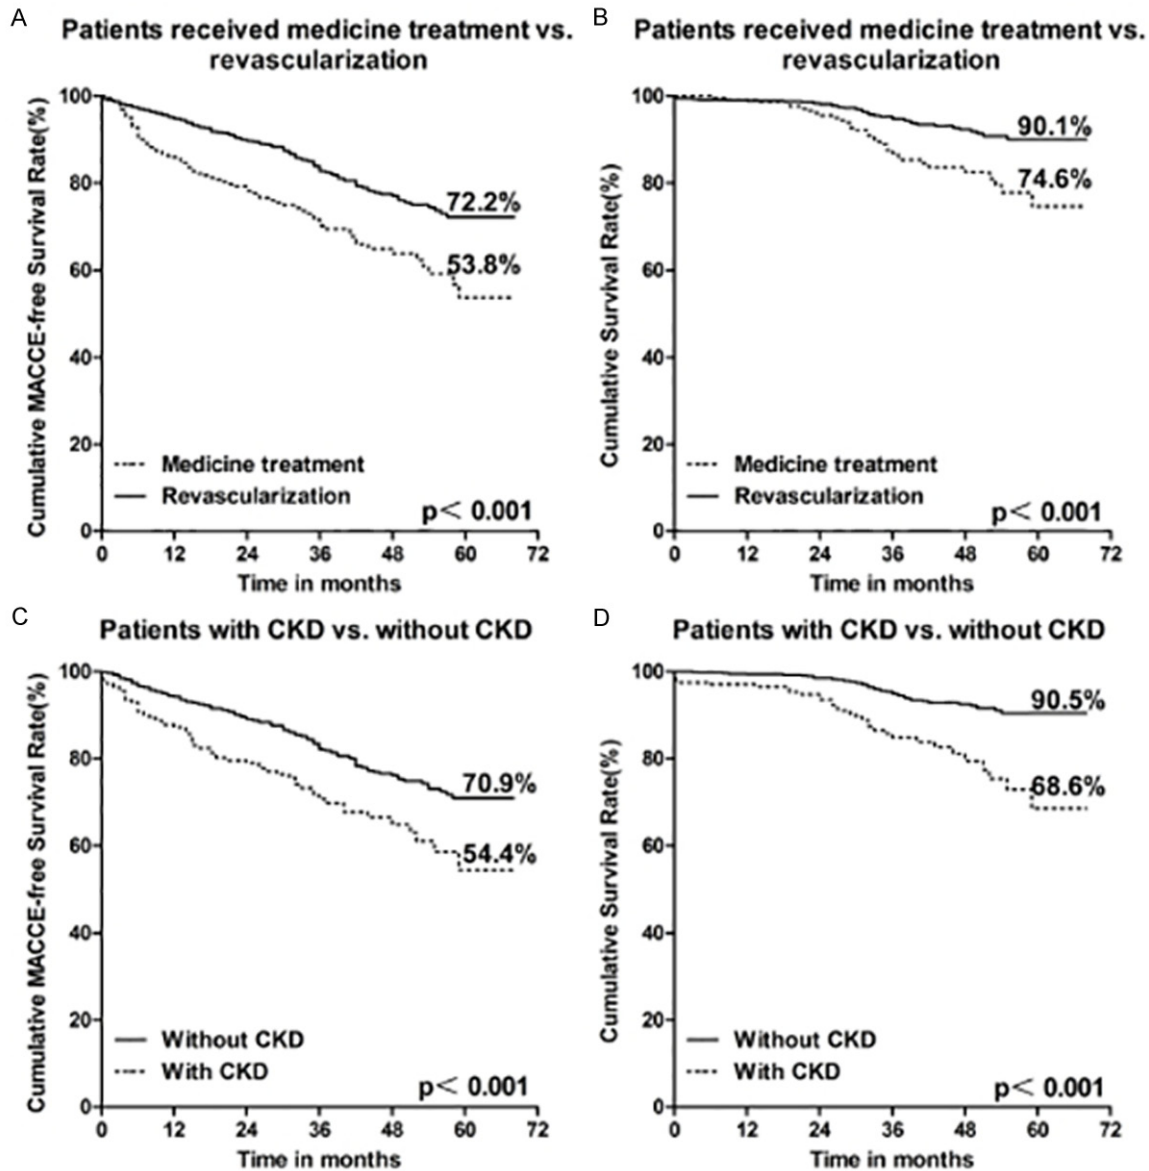 A
Patients received medicine treatment vs.
revascularization
Cumulative MACCE-free Survival Rate(%)
100
80
60
40
20
0
72.2%
53.8%
Medicine treatment
Revascularization
p< 0.001
0 12 24 36 48 60 72
Time in months
B
Patients received medicine treatment vs.
revascularization
Cumulative Survival Rate(%)
100
80
60
40
20
0
90.1%
74.6%
Medicine treatment
Revascularization
p< 0.001
0 12 24 36 48 60 72
Time in months
C
Patients with CKD vs. without CKD
Cumulative MACCE-free Survival Rate(%)
100
80
60
40
20
0
70.9%
54.4%
Without CKD
With CKD
p< 0.001
0 12 24 36 48 60 72
Time in months
D
Patients with CKD vs. without CKD
Cumulative Survival Rate(%)
100
80
60
40
20
0
90.5%
68.6%
Without CKD
With CKD
p< 0.001
0 12 24 36 48 60 72
Time in months